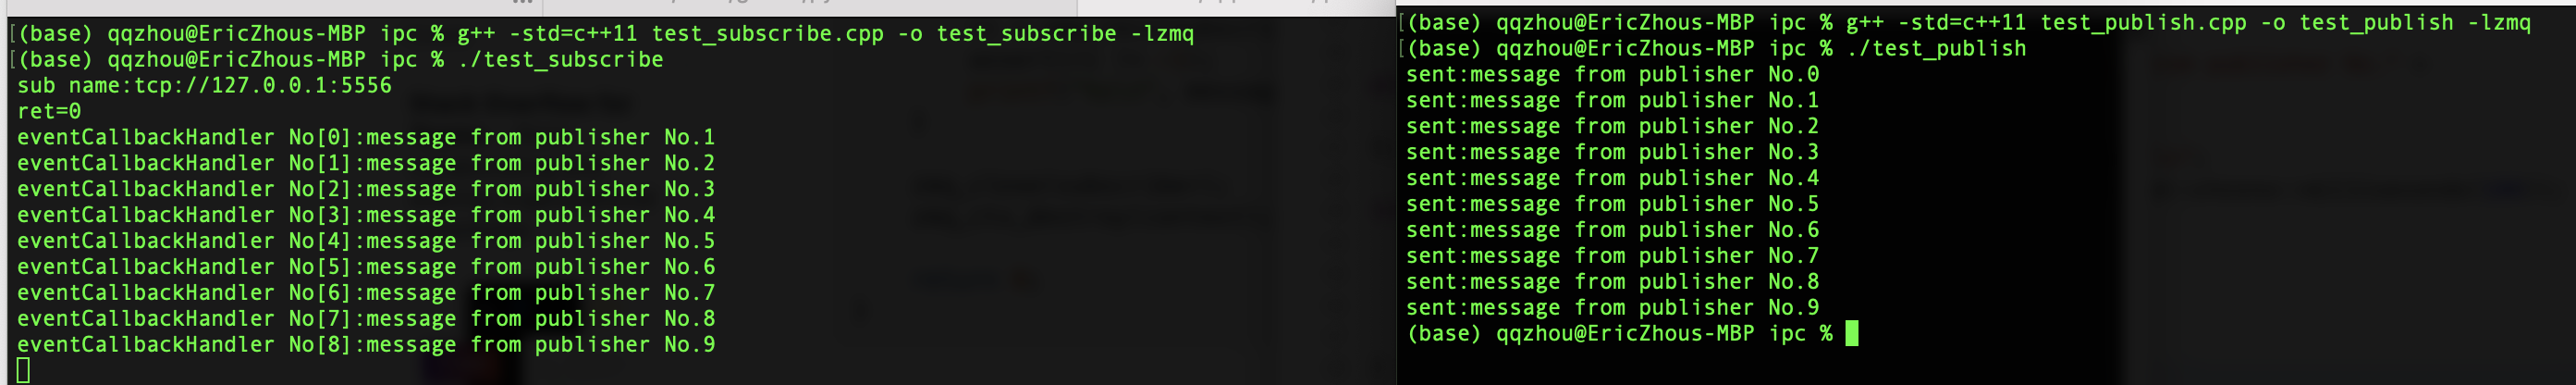 [(base) qqzhou@EricZhous-MBP ipc % g++ -std=c++11 test_subscribe.cpp -o test_subscribe -lzmq
[(base) qqzhou@EricZhous-MBP ipc % ./test_subscribe
sub name:tcp://127.0.0.1:5556
ret=0
eventCallbackHandler No[0]:message from publisher No.1
eventCallbackHandler No[1]:message from publisher No.2
eventCallbackHandler No[2]:message from publisher No.3
eventCallbackHandler No[3]:message from publisher No.4
eventCallbackHandler No[4]:message from publisher No.5
eventCallbackHandler No[5]:message from publisher No.6
eventCallbackHandler No[6]:message from publisher No.7
eventCallbackHandler No[7]:message from publisher No.8
eventCallbackHandler No[8]:message from publisher No.9
[(base) qqzhou@EricZhous-MBP ipc % g++ -std=c++11 test_publish.cpp -o test_publish -lzmq
[(base) qqzhou@EricZhous-MBP ipc % ./test_publish
sent:message from publisher No.0
sent:message from publisher No.1
sent:message from publisher No.2
sent:message from publisher No.3
sent:message from publisher No.4
sent:message from publisher No.5
sent:message from publisher No.6
sent:message from publisher No.7
sent:message from publisher No.8
sent:message from publisher No.9
(base) qqzhou@EricZhous-MBP ipc %